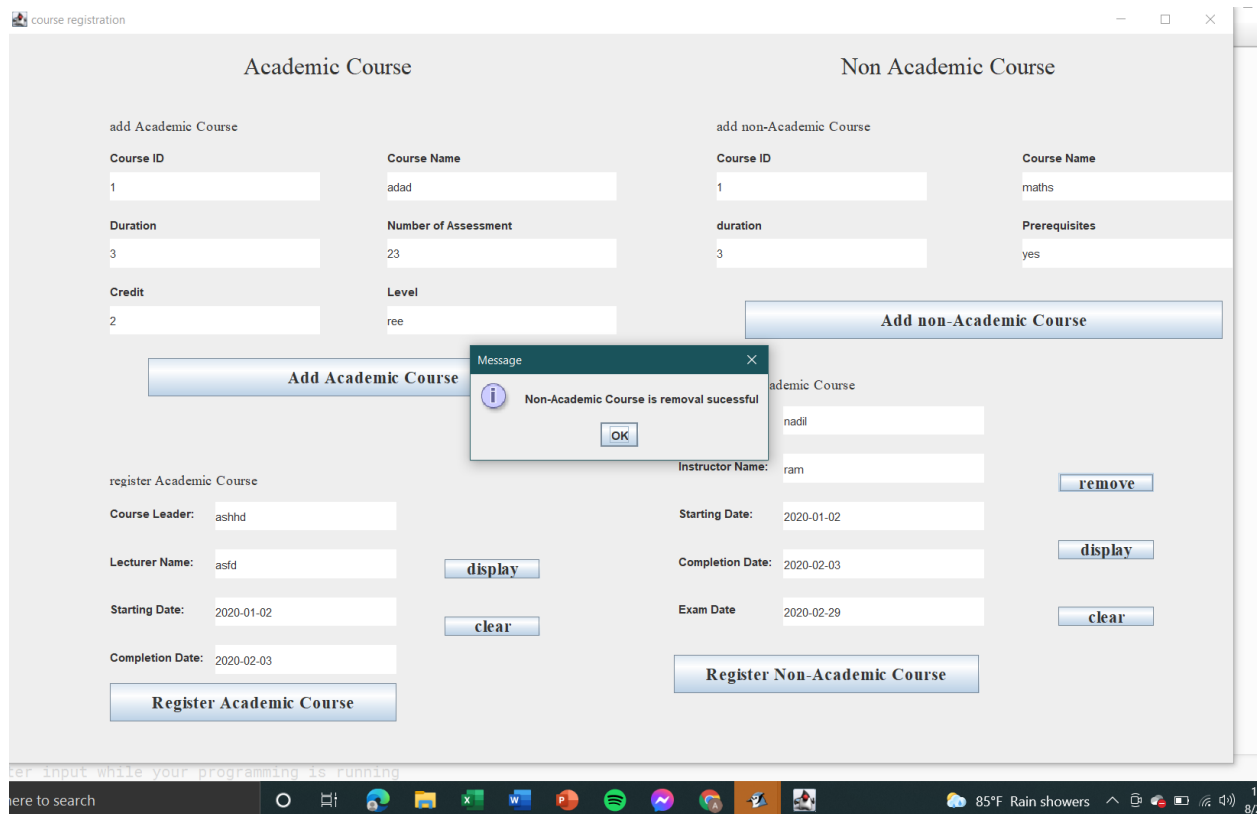 course registration
Academic Course
Non Academic Course
add Academic Course
add non-Academic Course
Course ID
Course Name
Course ID
Course Name
1
adad
1
maths
Duration
Number of Assessment
duration
Prerequisites
3
23
3
yes
Credit
Level
2
ree
Add non-Academic Course
Add Academic Course
Message
Non-Academic Course is removal sucessful
OK
ademic Course
nadil
Instructor Name:
ram
remove
register Academic Course
Course Leader:
ashhd
Starting Date:
2020-01-02
display
Lecturer Name:
asfd
display
Completion Date:
2020-02-03
Starting Date:
2020-01-02
clear
Exam Date
2020-02-29
clear
Completion Date:
2020-02-03
Register Non-Academic Course
Register Academic Course
ter input while your programming is running
here to search
85°F Rain showers
1
8/